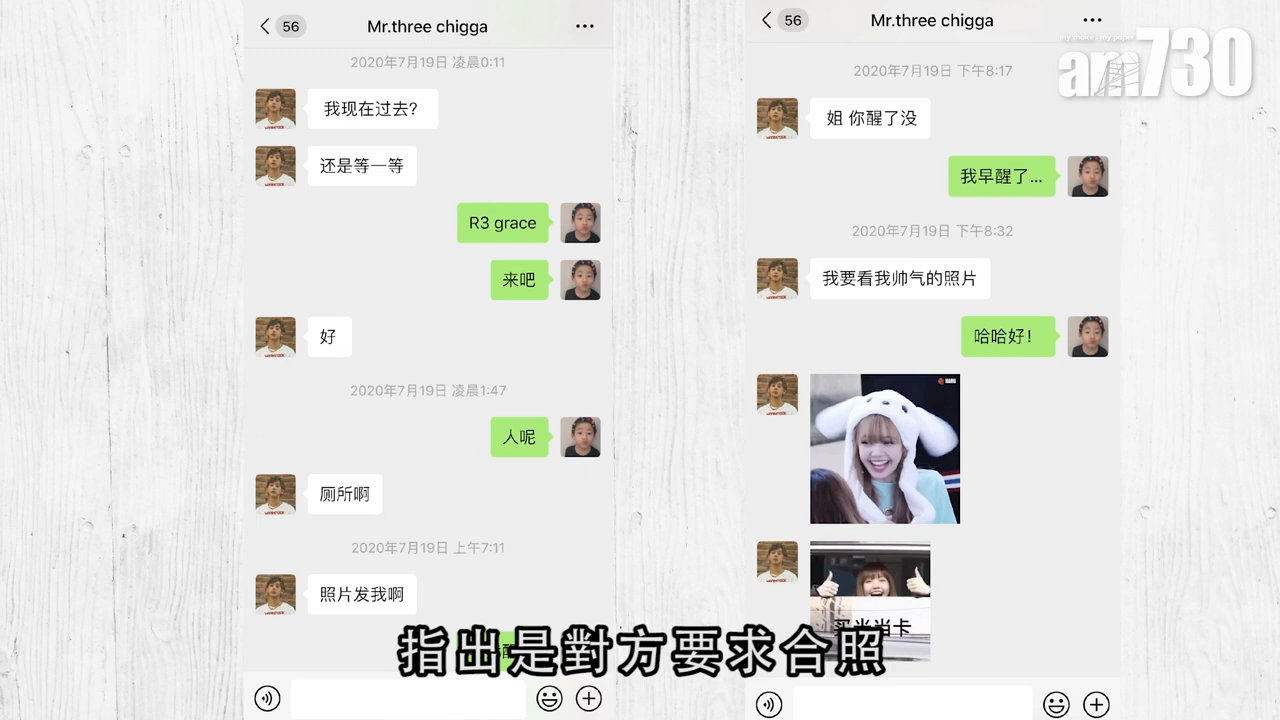 56
Mr.three chigga
2020年7月19日 凌晨0:11
我现在过去?
还是等一等
R3 grace
来吧
好
2020年7月19日 凌晨1:47
人呢
厕所啊
2020年7月19日 上午7:11
照片发我啊
56
Mr.three chigga
my choice . my paper
am730
2020年7月19日 下午8:17
姐 你醒了没
我早醒了...
2020年7月19日 下午8:32
我要看我帅气的照片
哈哈好!
指出是對方要求合照